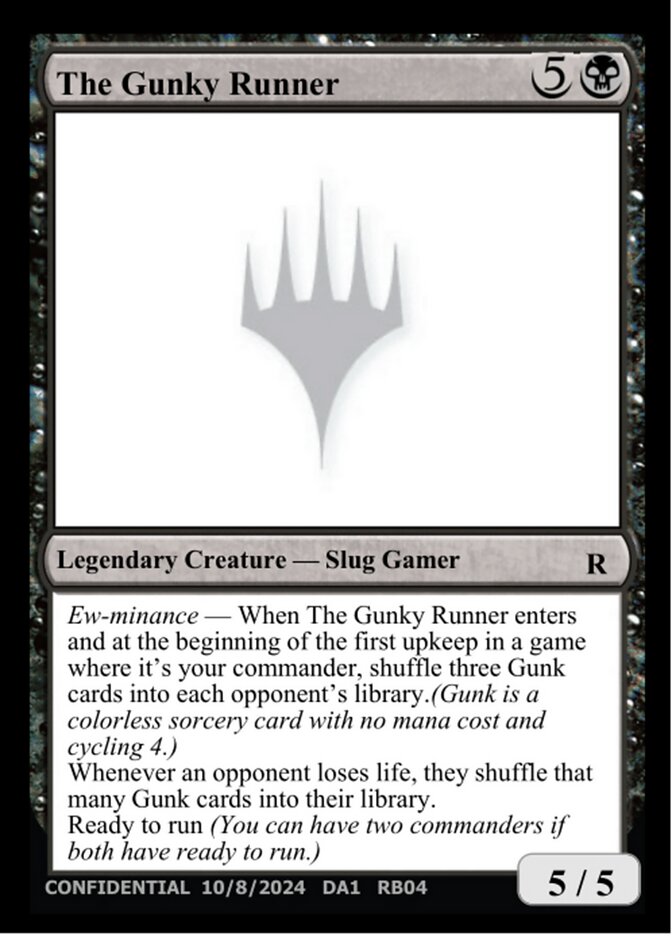 The Gunky Runner 5
Legendary Creature — Slug Gamer R
Ew-minance — When The Gunky Runner enters
and at the beginning of the first upkeep in a game
where it’s your commander, shuffle three Gunk
cards into each opponent’s library.(Gunk is a
colorless sorcery card with no mana cost and
cycling 4.)
Whenever an opponent loses life, they shuffle that
many Gunk cards into their library.
Ready to run (You can have two commanders if
both have ready to run.)
CONFIDENTIAL 10/8/2024 DA1 RB04
5 / 5